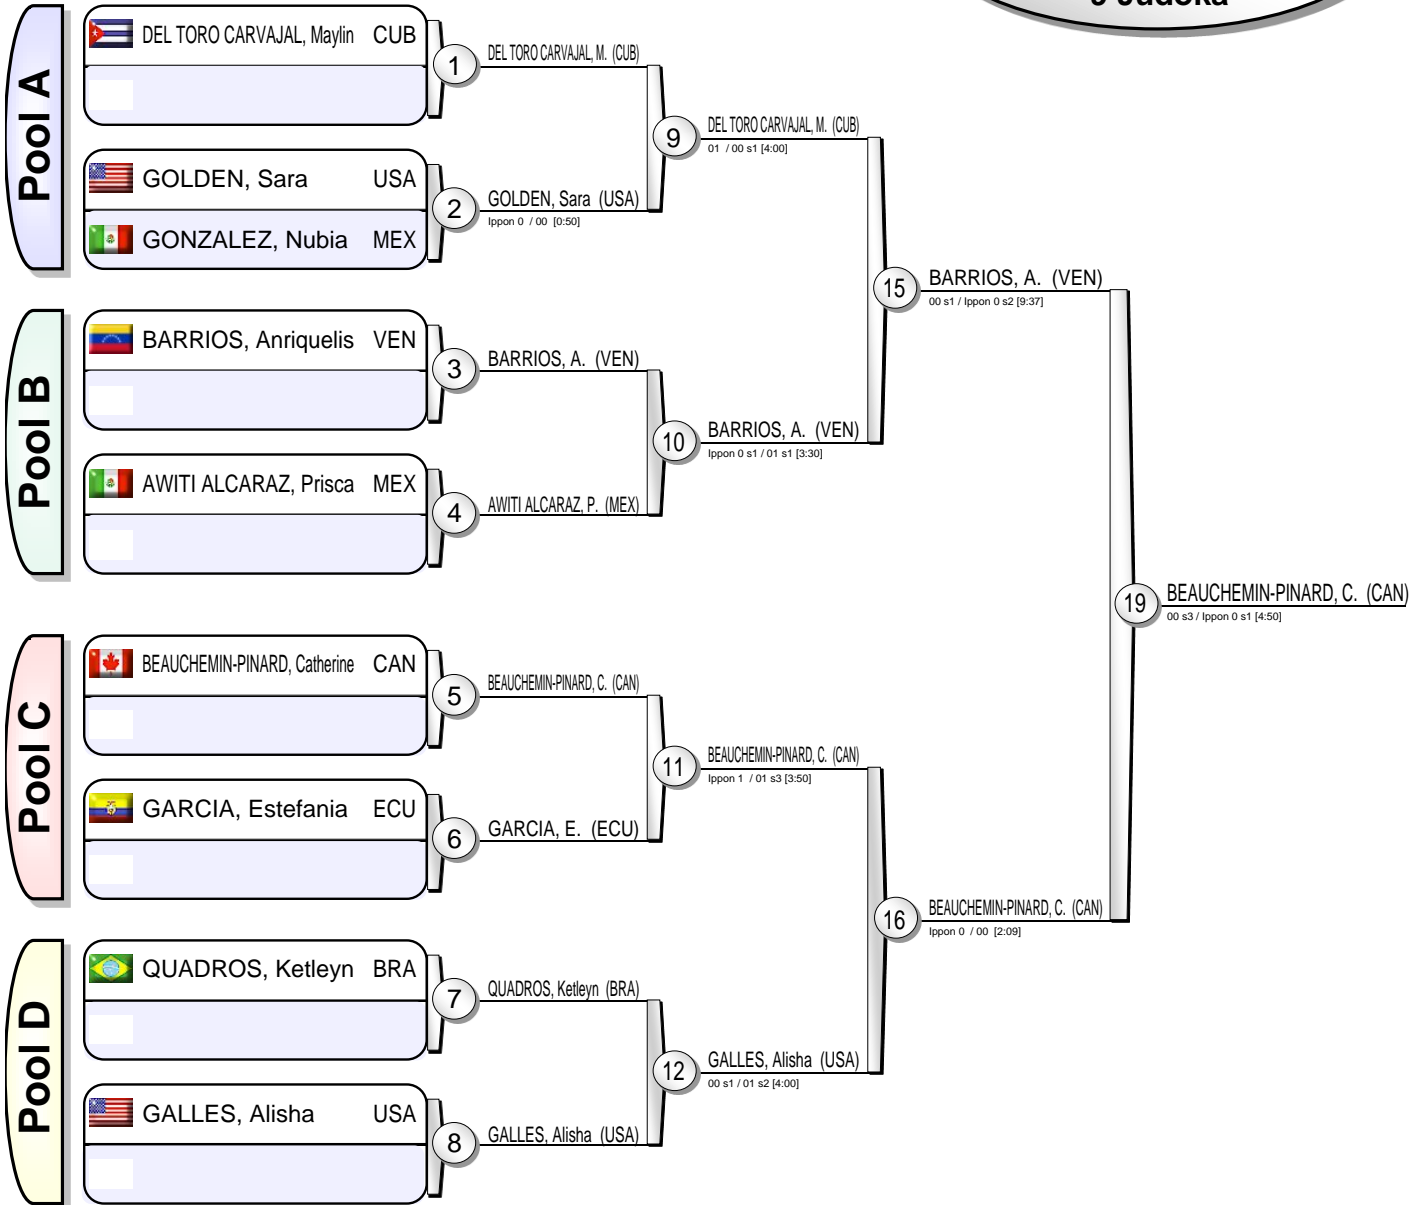 9 Judoka
Pool A
DEL TORO CARVAJAL, Maylin CUB
GOLDEN, Sara USA
GONZALEZ, Nubia MEX
Pool B
BARRIOS, Anriquelis VEN
AWITI ALCARAZ, Prisca MEX
Pool C
BEAUCHEMIN-PINARD, Catherine CAN
GARCIA, Estefania ECU
Pool D
QUADROS, Ketleyn BRA
GALLES, Alisha USA
1
DEL TORO CARVAJAL, M. (CUB)
2
GOLDEN, Sara (USA)
Ippon 0 / 00 [0:50]
3
BARRIOS, A. (VEN)
4
AWITI ALCARAZ, P. (MEX)
5
BEAUCHEMIN-PINARD, C. (CAN)
6
GARCIA, E. (ECU)
7
QUADROS, Ketleyn (BRA)
8
GALLES, Alisha (USA)
9
DEL TORO CARVAJAL, M. (CUB)
01 / 00 s1 [4:00]
10
BARRIOS, A. (VEN)
Ippon 0 s1 / 01 s1 [3:30]
11
BEAUCHEMIN-PINARD, C. (CAN)
Ippon 1 / 01 s3 [3:50]
12
GALLES, Alisha (USA)
00 s1 / 01 s2 [4:00]
15
BARRIOS, A. (VEN)
00 s1 / Ippon 0 s2 [9:37]
16
BEAUCHEMIN-PINARD, C. (CAN)
Ippon 0 / 00 [2:09]
19
BEAUCHEMIN-PINARD, C. (CAN)
00 s3 / Ippon 0 s1 [4:50]